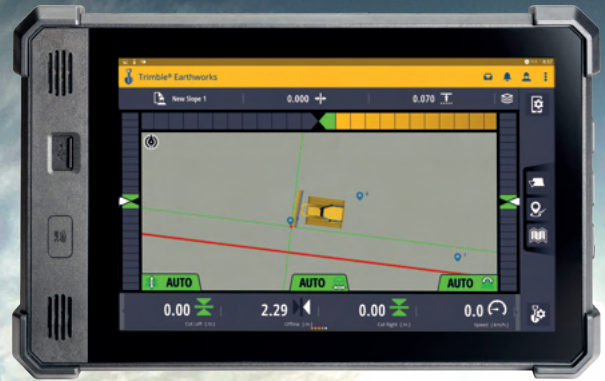 Trimble® Earthworks
New Slope 1 0.000 0.070
AUTO AUTO AUTO
0.00 2.29 0.00 0.0
Cut Left [m] Offline [m] Cut Right [m] Speed [km/h]